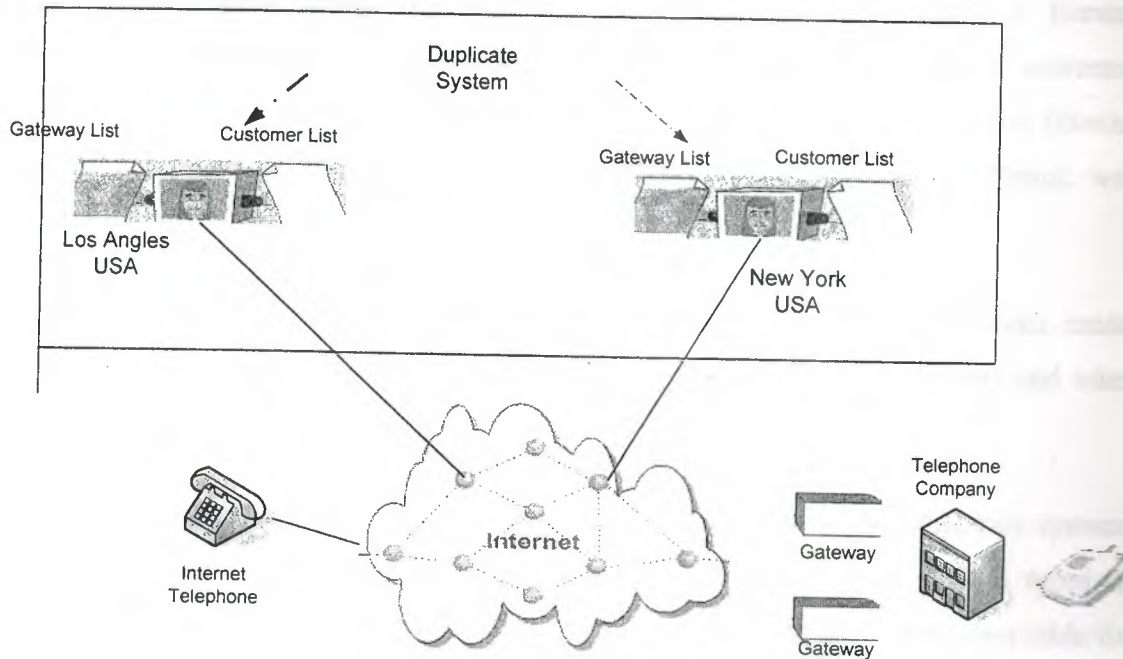 Duplicate
System
Gateway List
Customer List
Gateway List
Customer List
Los Angles
USA
New York
USA
Internet
Internet
Telephone
Telephone
Company
Gateway
Gateway